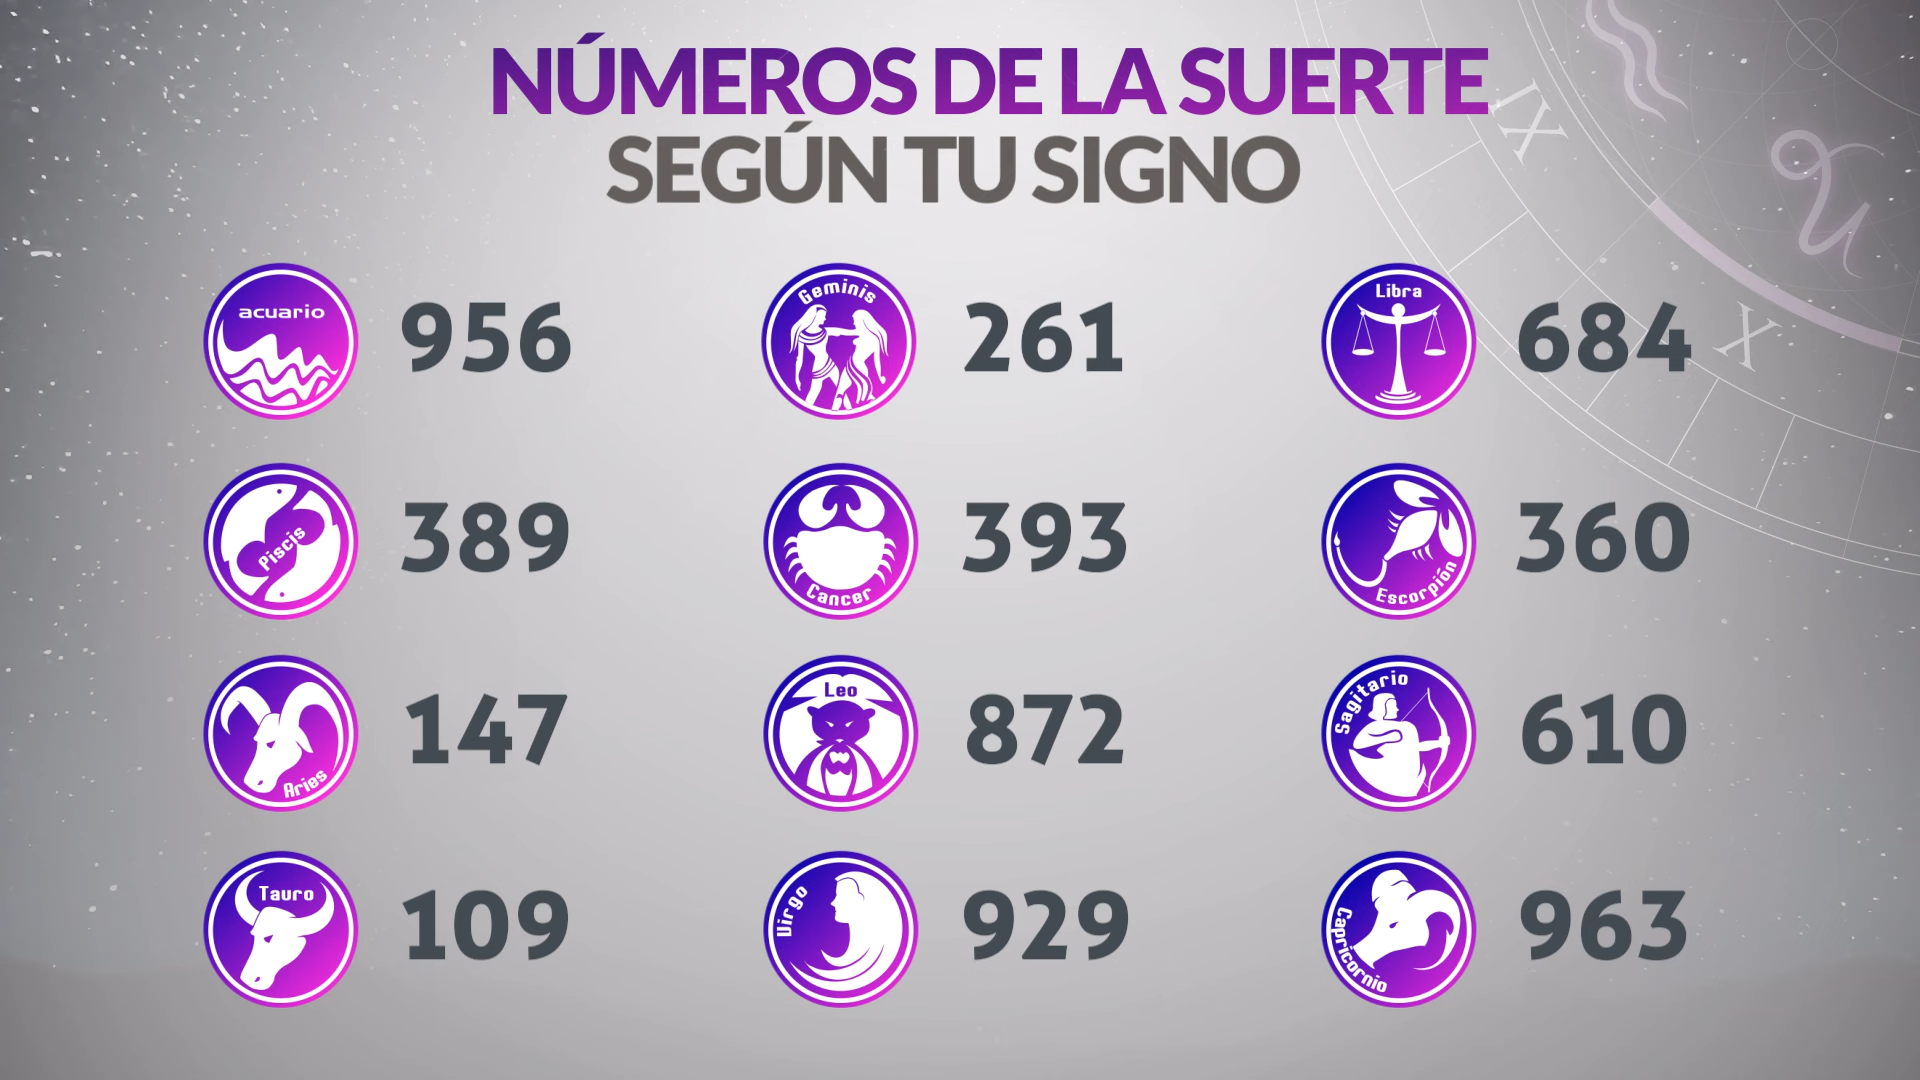 NÚMEROS DE LA SUERTE
SEGÚN TU SIGNO
IX
X
acuario 956
Geminis 261
Libra 684
Piscis 389
Cancer 393
Escorpión 360
Aries 147
Leo 872
Sagitario 610
Tauro 109
Virgo 929
Capricornio 963